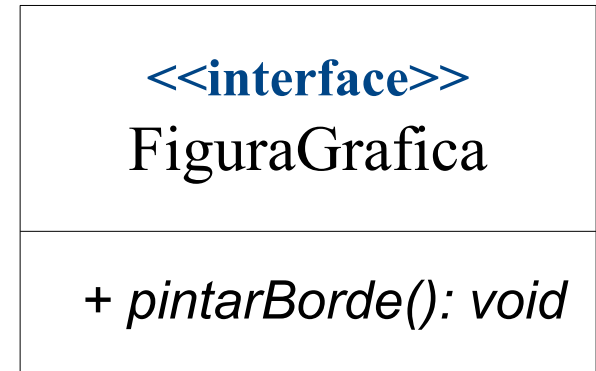 <<interface>>
FiguraGrafica
+ pintarBorde(): void